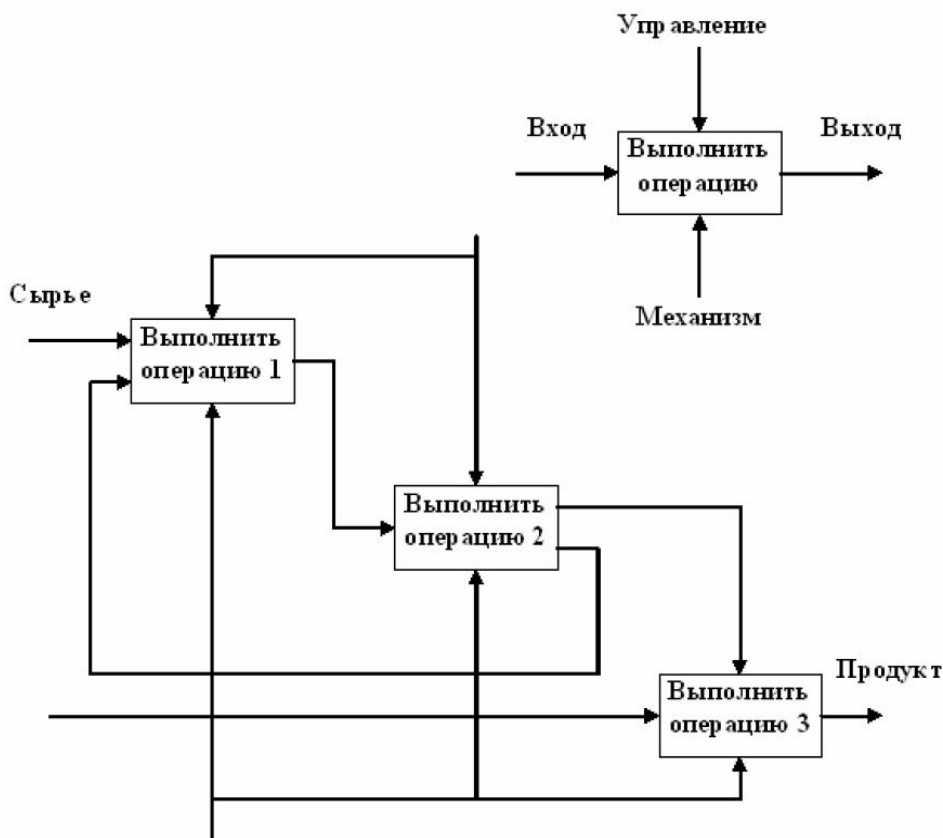 Управление
Вход
Выход
Выполнить
операцию
Механизм
Сырье
Выполнить
операцию 1
Выполнить
операцию 2
Продукт
Выполнить
операцию 3